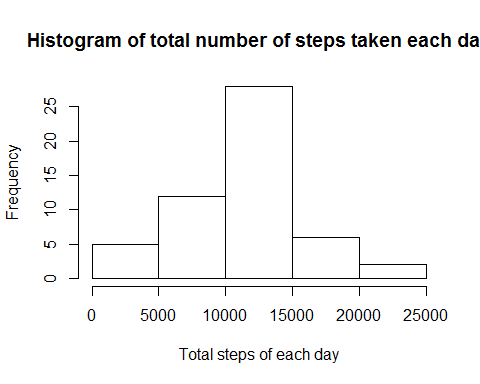 Histogram of total number of steps taken each da
Frequency
25
20
15
10
5
0
0 5000 10000 15000 20000 25000
Total steps of each day